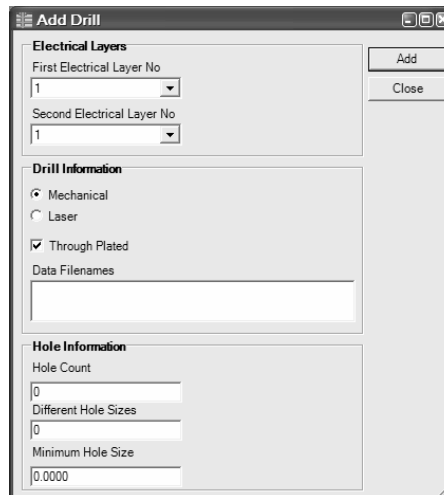 Add Drill
Electrical Layers
First Electrical Layer No
1
Second Electrical Layer No
1
Add
Close
Drill Information
Mechanical
Laser
Through Plated
Data Filenames
Hole Information
Hole Count
0
Different Hole Sizes
0
Minimum Hole Size
0.0000